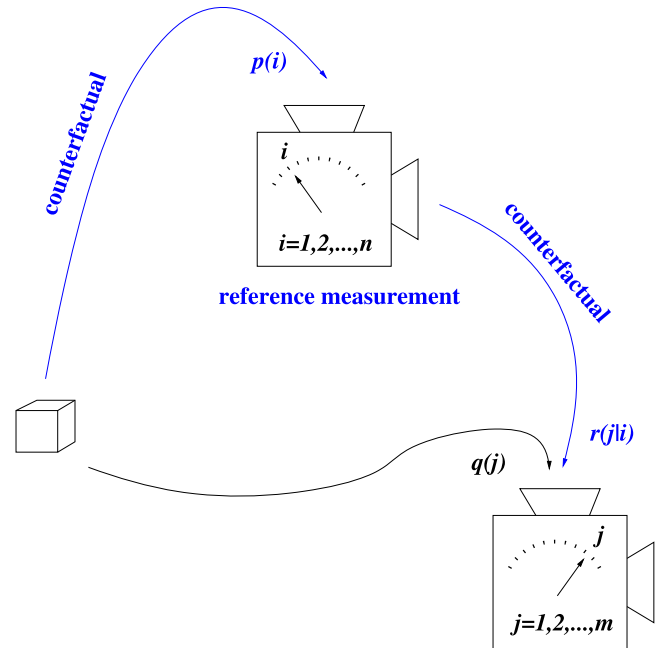 p(i)
counterfactual
i
i=1,2,...,n
reference measurement
counterfactual
r(j|i)
q(j)
j
j=1,2,...,m